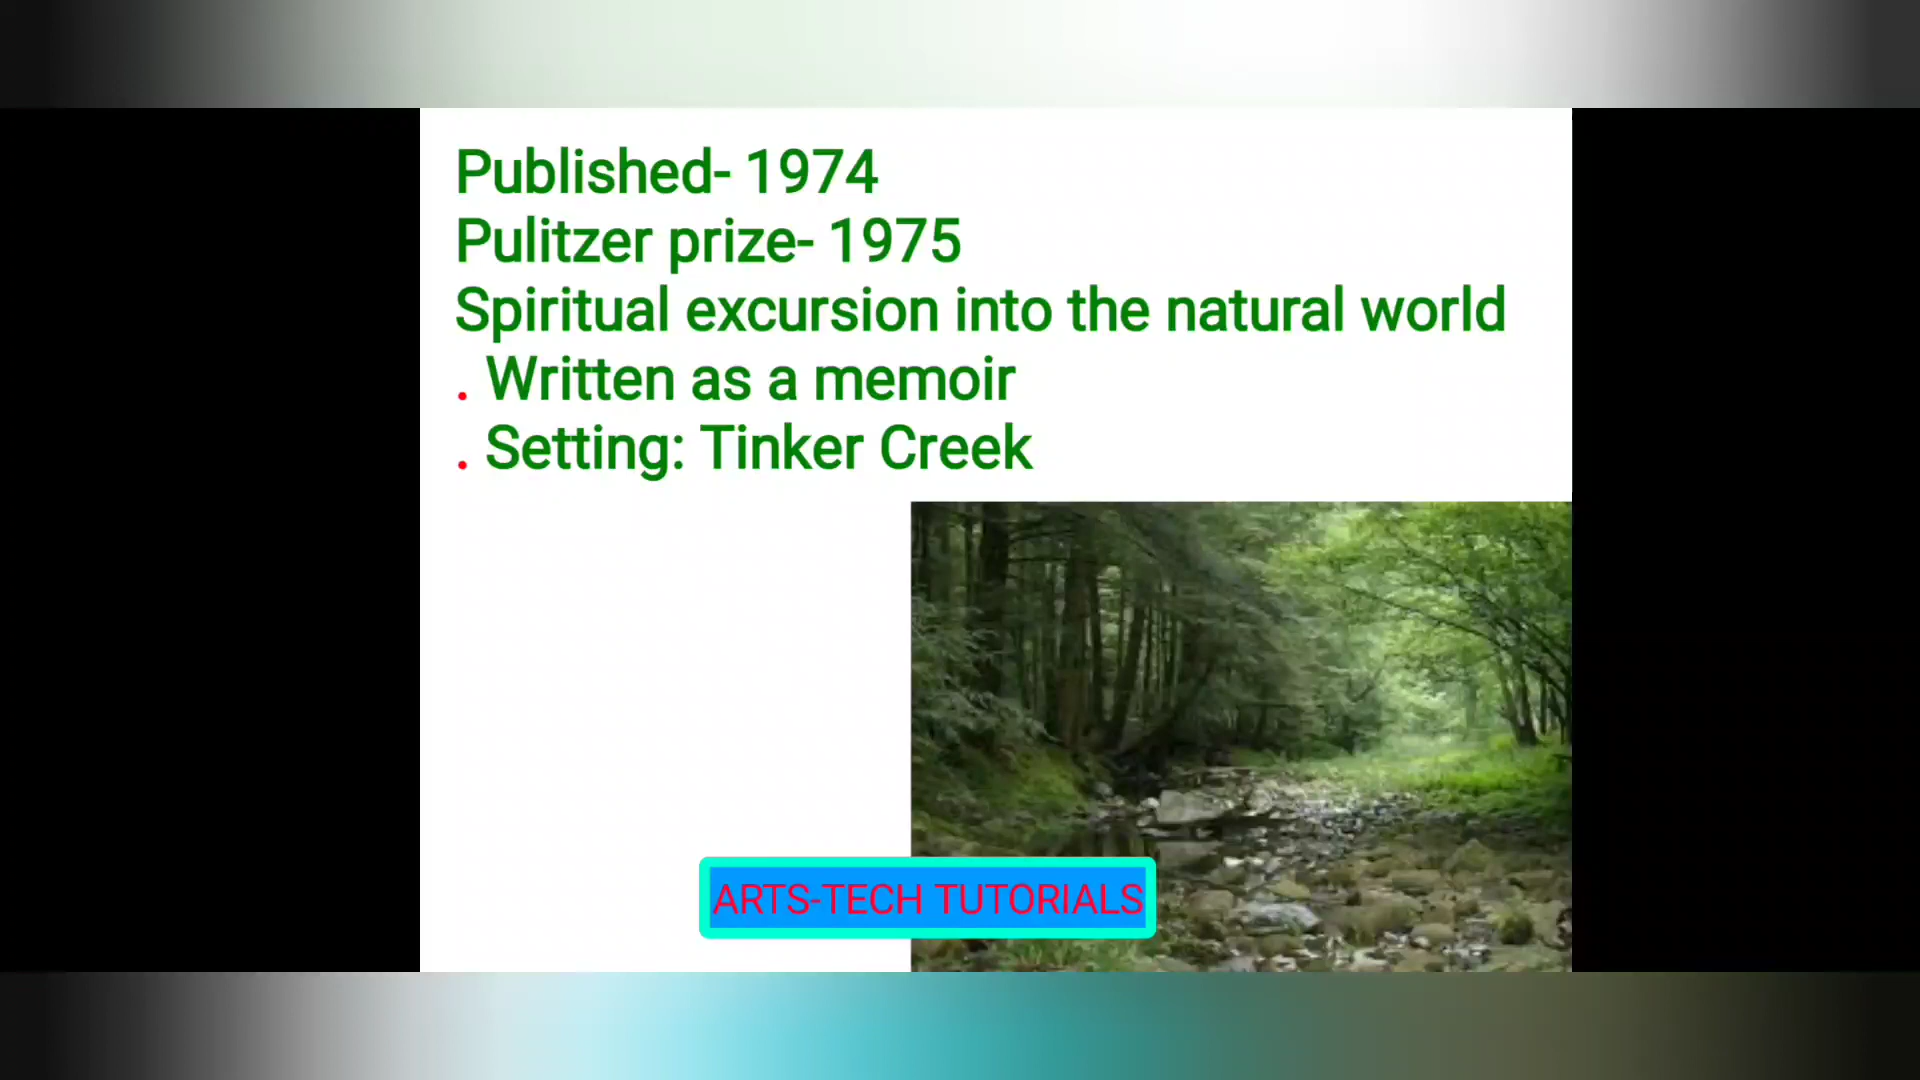 Published- 1974
Pulitzer prize- 1975
Spiritual excursion into the natural world
. Written as a memoir
. Setting: Tinker Creek
ARTS-TECH TUTORIALS